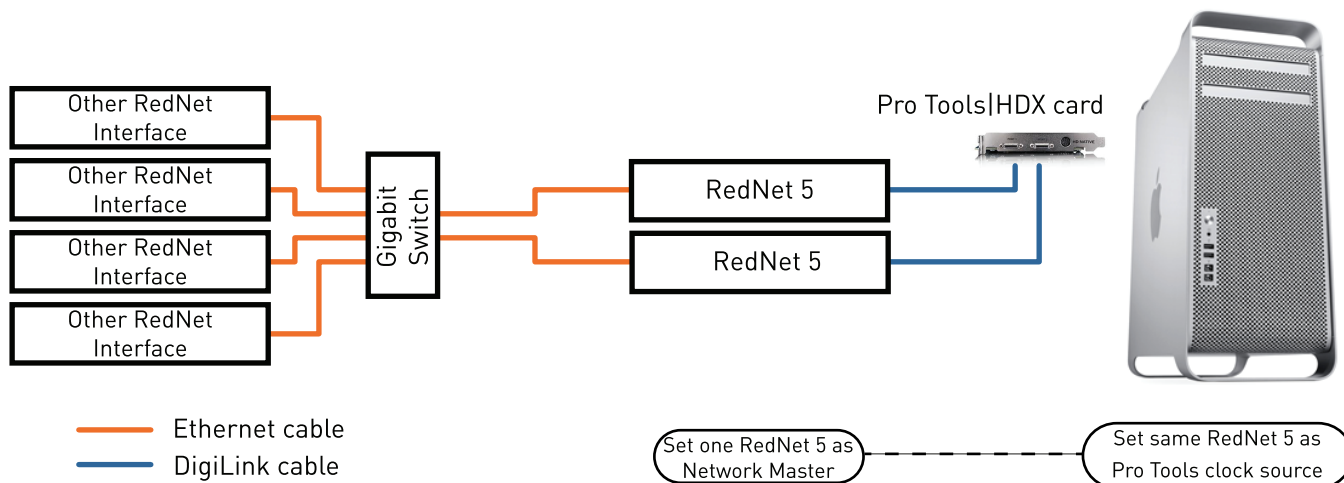 Other RedNet
Interface
Other RedNet
Interface
Other RedNet
Interface
Other RedNet
Interface
Gigabit
Switch
RedNet 5
RedNet 5
Pro Tools|HDX card
HD NATIVE
Ethernet cable
DigiLink cable
Set one RedNet 5 as
Network Master
Set same RedNet 5 as
Pro Tools clock source